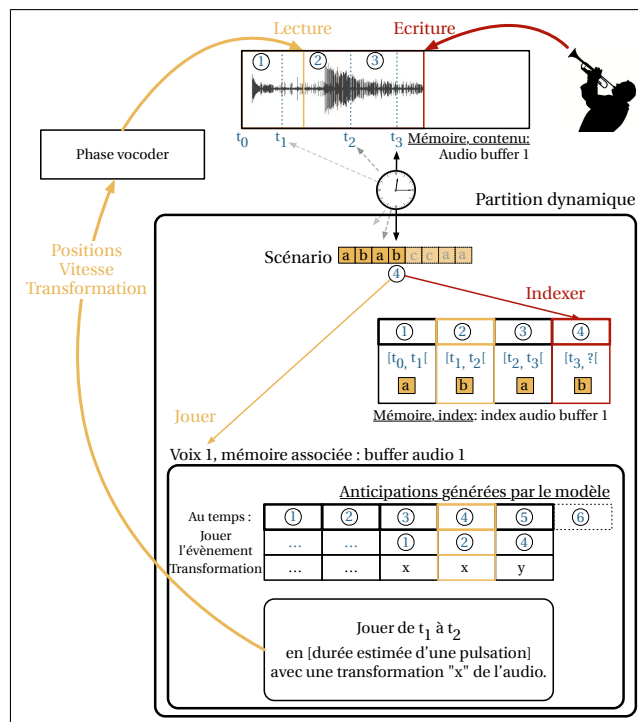 Lecture
Ecriture
1 2 3
t0 t1 t2 t3
Mémoire, contenu:
Audio buffer 1
Phase vocoder
Partition dynamique
Positions
Vitesse
Transformation
Scénario a b a b c c a a
4
Indexer
1 2 3 4
[t0, t1[ [t1, t2[ [t2, t3[ [t3, ?[
a b a b
Mémoire, index: index audio buffer 1
Jouer
Voix 1, mémoire associée : buffer audio 1
Anticipations générées par le modèle
Au temps : 1 2 3 4 5 6
Jouer
l'évènement ... ... 1 2 4
Transformation ... ... x x y
Jouer de t1 à t2
en [durée estimée d'une pulsation]
avec une transformation "x" de l'audio.